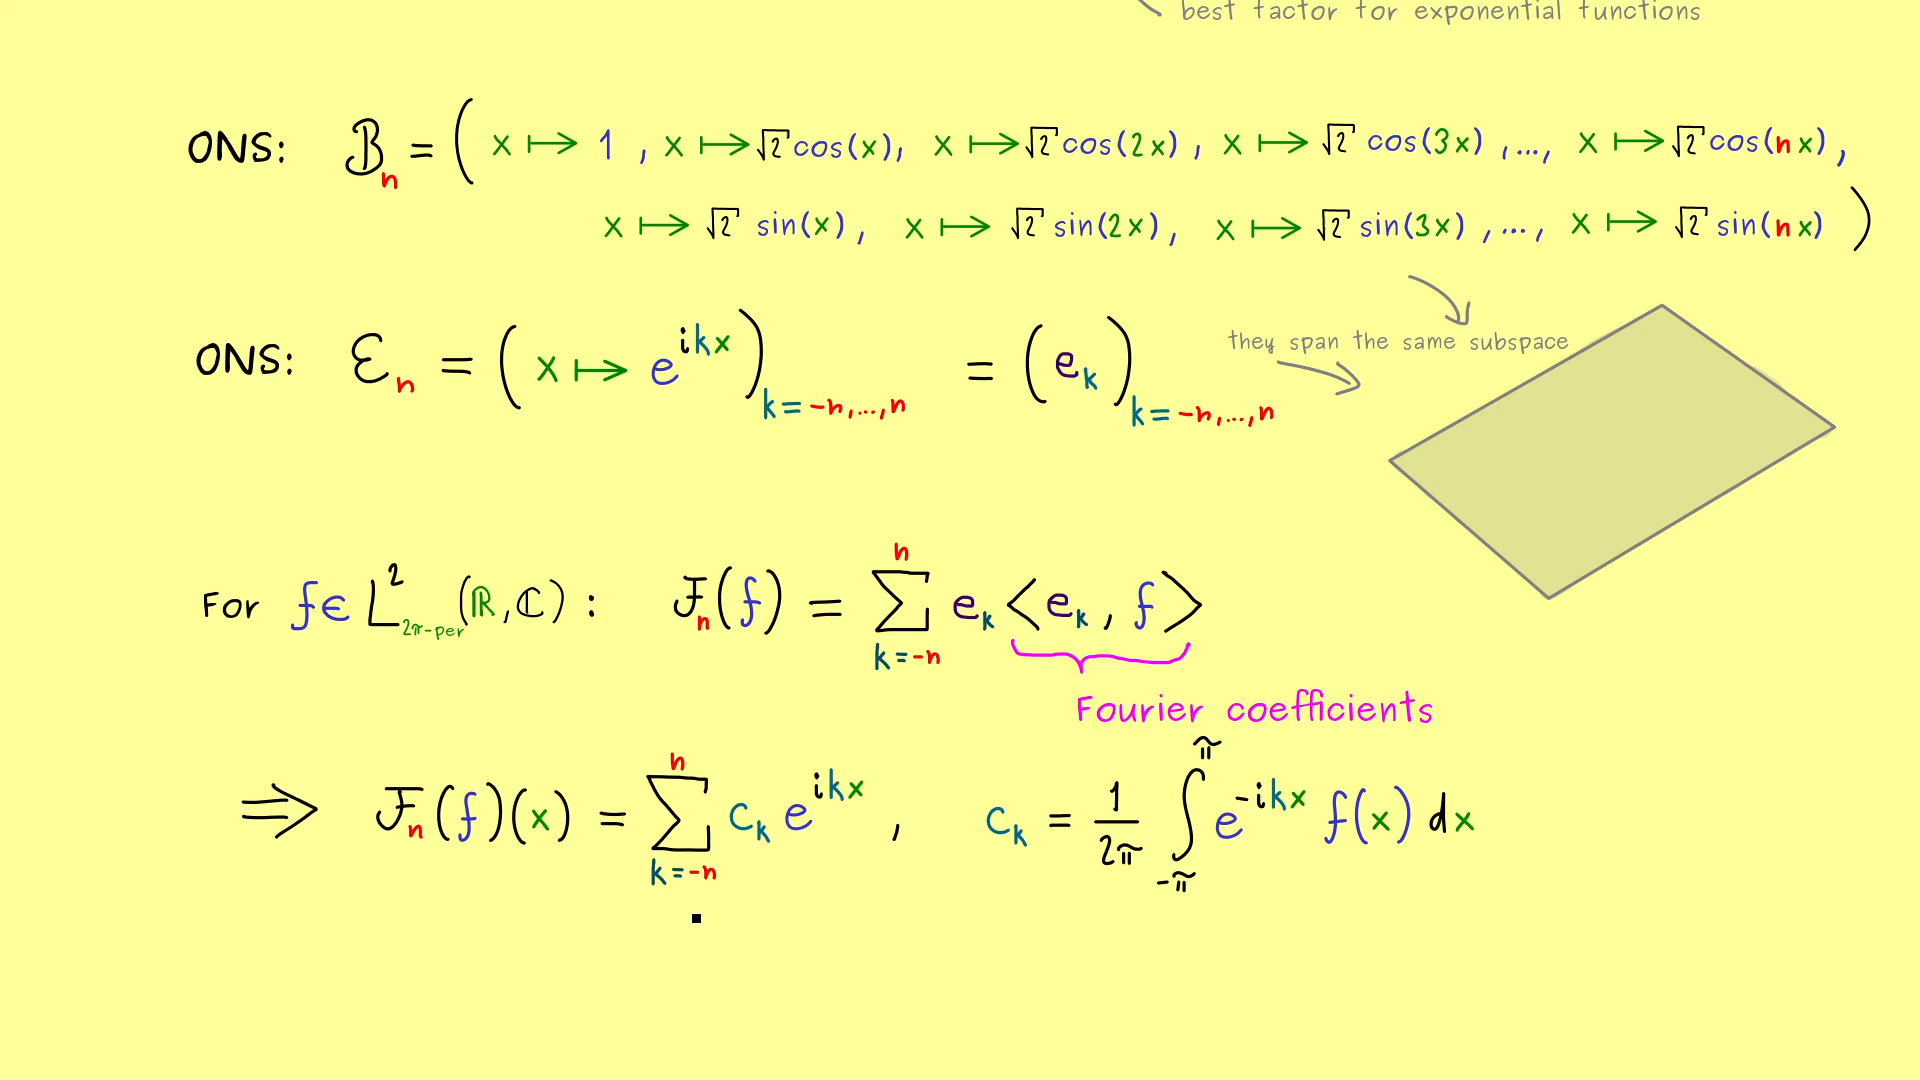 best factor for exponential functions
ONS: ℬₙ = ( x ↦ 1 , x ↦ √2 cos(x), x ↦ √2 cos(2x) , x ↦ √2 cos(3x) ,..., x ↦ √2 cos(nx) ,
x ↦ √2 sin(x) , x ↦ √2 sin(2x) , x ↦ √2 sin(3x) ,..., x ↦ √2 sin(nx) )
they span the same subspace
ONS: ℰₙ = ( x ↦ e^{ikx} )_{k=-n,...,n} = ( e_k )_{k=-n,...,n}
For f ∈ L²_{2π-per}(ℝ, ℂ) : ℱₙ(f) = ∑_{k=-n}^{n} e_k <e_k , f>
Fourier coefficients
⇒ ℱₙ(f)(x) = ∑_{k=-n}^{n} c_k e^{ikx} , c_k = 1/2π ∫_{-π}^{π} e^{-ikx} f(x) dx